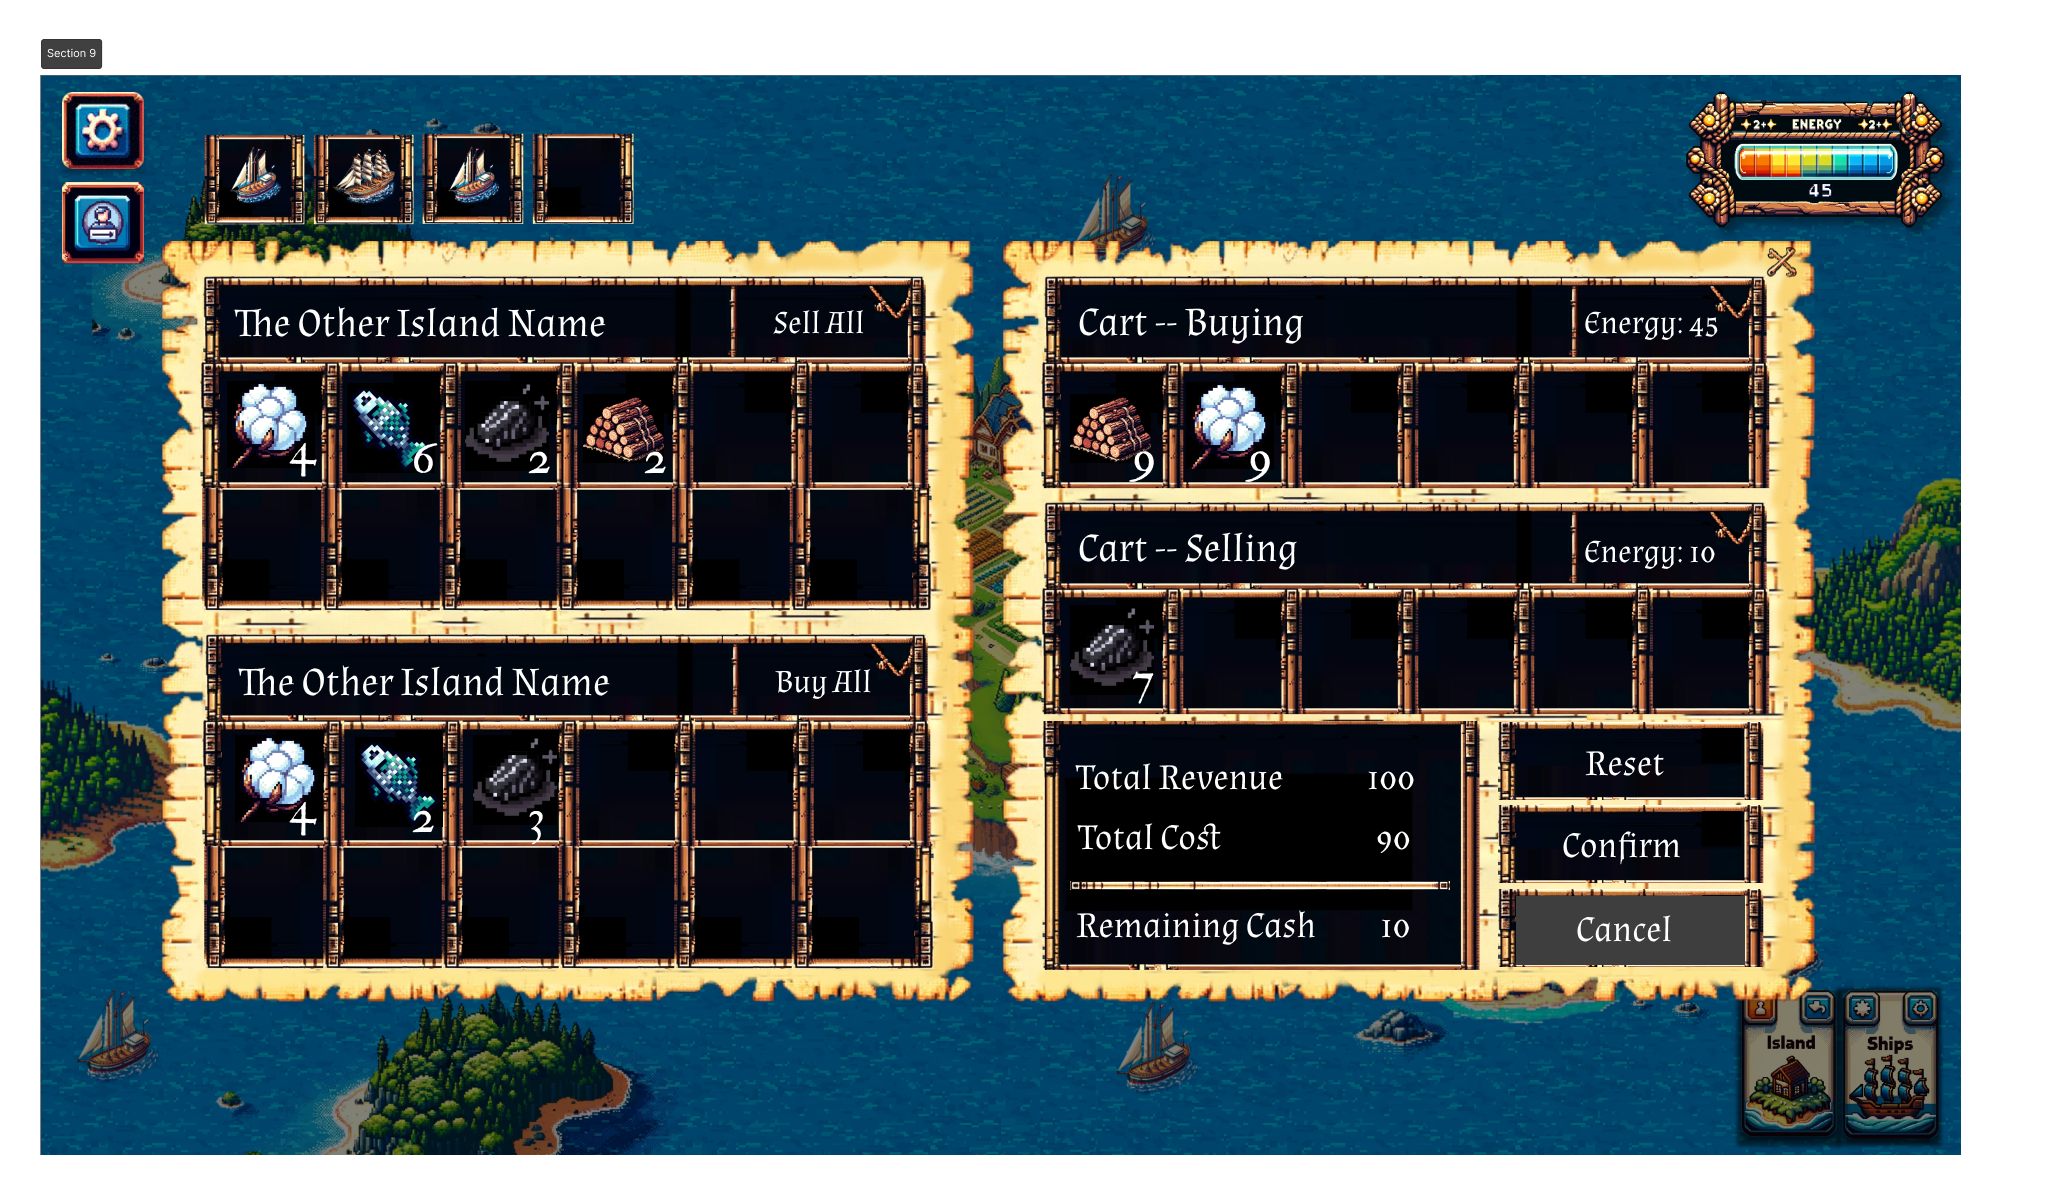 Section 9
2+ ENERGY 2+
45
The Other Island Name
Sell All
4
6
2
2
The Other Island Name
Buy All
4
2
3
Cart -- Buying
Energy: 45
9
9
Cart -- Selling
Energy: 10
7
Total Revenue 100
Total Cost 90
Remaining Cash 10
Reset
Confirm
Cancel
Island
Ships